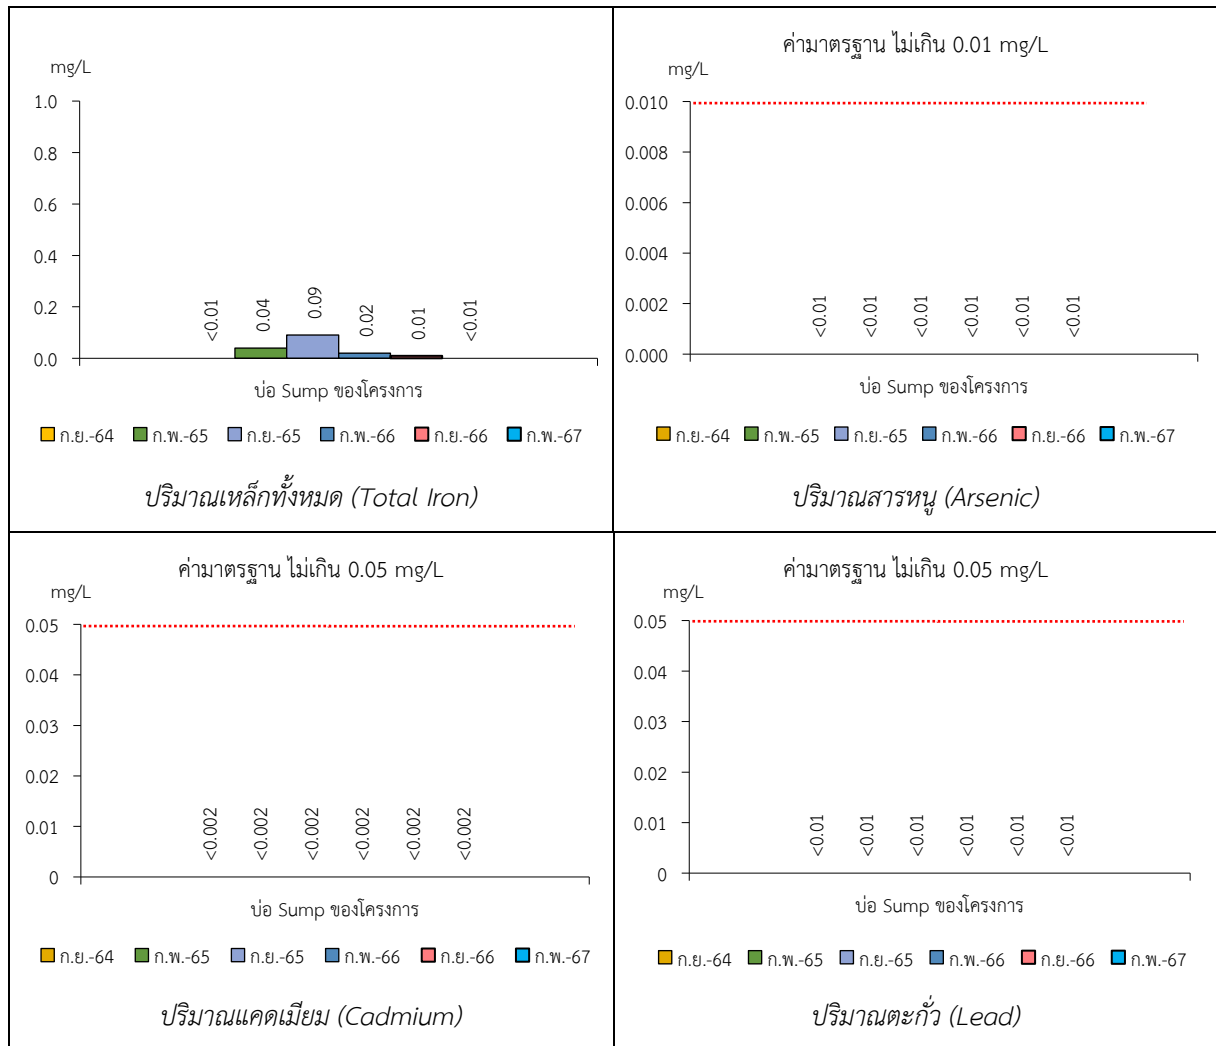 mg/L
1.0
0.8
0.6
0.4
0.2
0.0
<0.01
0.04
0.09
0.02
0.01
<0.01
บ่อ Sump ของโครงการ
ก.ย.-64 ก.พ.-65 ก.ย.-65 ก.พ.-66 ก.ย.-66 ก.พ.-67
ปริมาณเหล็กทั้งหมด (Total Iron)
ค่ามาตรฐาน ไม่เกิน 0.01 mg/L
mg/L
0.010
0.008
0.006
0.004
0.002
0.000
<0.01
<0.01
<0.01
<0.01
<0.01
<0.01
บ่อ Sump ของโครงการ
ก.ย.-64 ก.พ.-65 ก.ย.-65 ก.พ.-66 ก.ย.-66 ก.พ.-67
ปริมาณสารหนู (Arsenic)
ค่ามาตรฐาน ไม่เกิน 0.05 mg/L
mg/L
0.05
0.04
0.03
0.02
0.01
0
<0.002
<0.002
<0.002
<0.002
<0.002
<0.002
บ่อ Sump ของโครงการ
ก.ย.-64 ก.พ.-65 ก.ย.-65 ก.พ.-66 ก.ย.-66 ก.พ.-67
ปริมาณแคดเมียม (Cadmium)
ค่ามาตรฐาน ไม่เกิน 0.05 mg/L
mg/L
0.05
0.04
0.03
0.02
0.01
0
<0.01
<0.01
<0.01
<0.01
<0.01
<0.01
บ่อ Sump ของโครงการ
ก.ย.-64 ก.พ.-65 ก.ย.-65 ก.พ.-66 ก.ย.-66 ก.พ.-67
ปริมาณตะกั่ว (Lead)